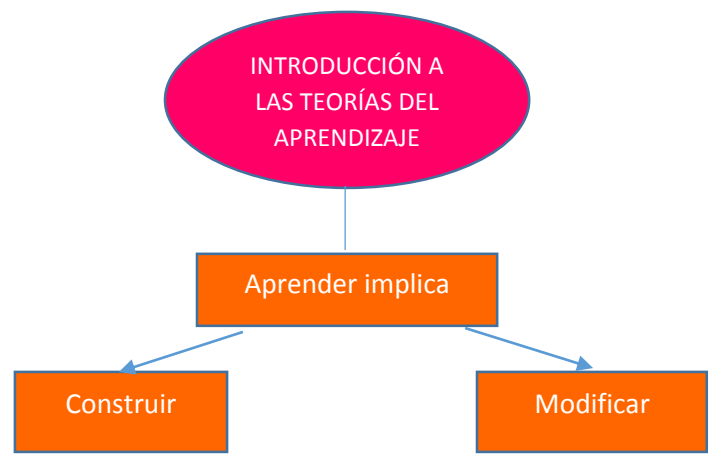 INTRODUCCIÓN A
LAS TEORÍAS DEL
APRENDIZAJE
Aprender implica
Construir
Modificar